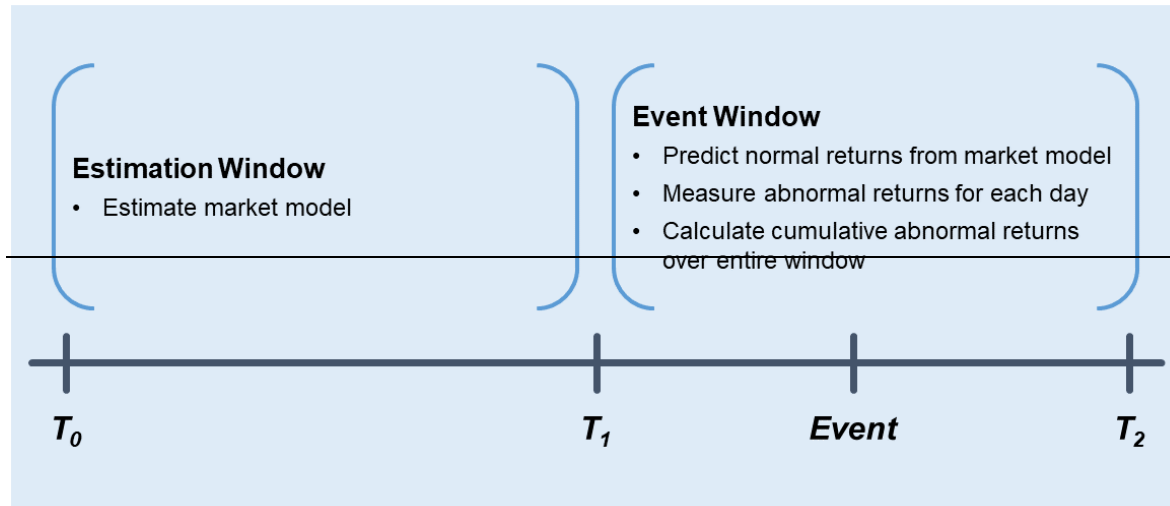 Estimation Window
• Estimate market model
Event Window
• Predict normal returns from market model
• Measure abnormal returns for each day
• Calculate cumulative abnormal returns
over entire window
T0
T1
Event
T2